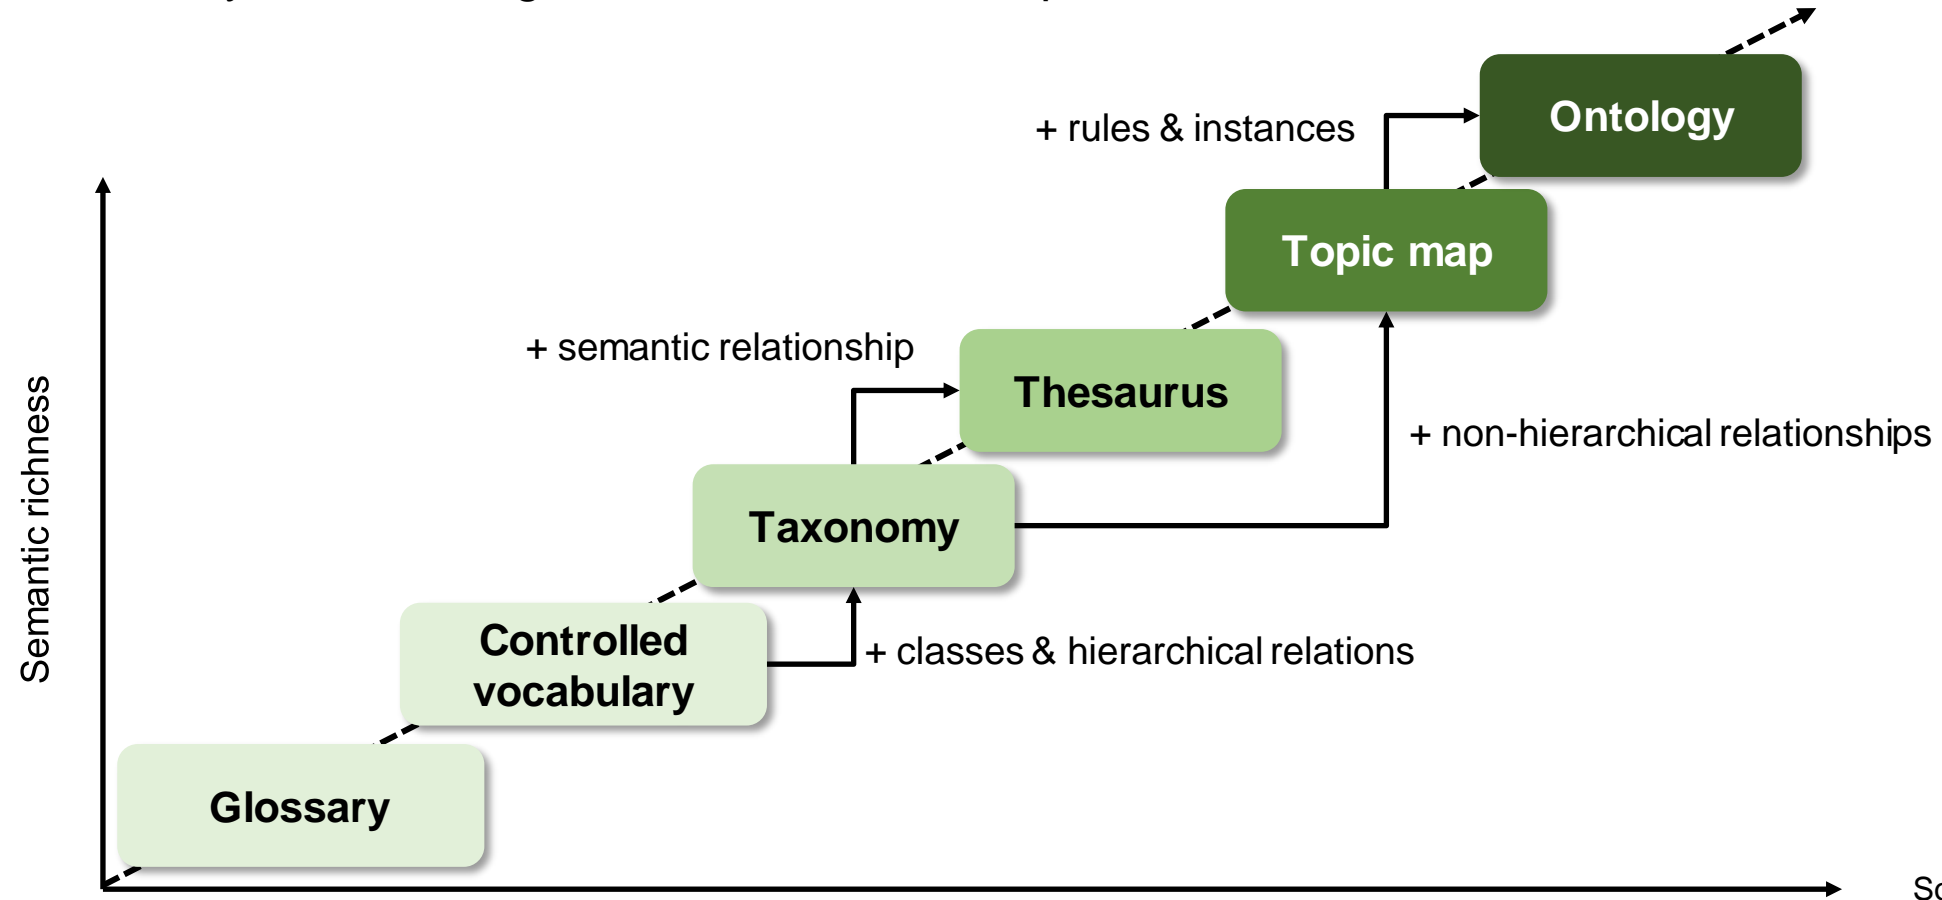 Ontology
+ rules & instances
Topic map
+ semantic relationship
Thesaurus
+ non-hierarchical relationships
Taxonomy
Semantic richness
Controlled
vocabulary
+ classes & hierarchical relations
Glossary